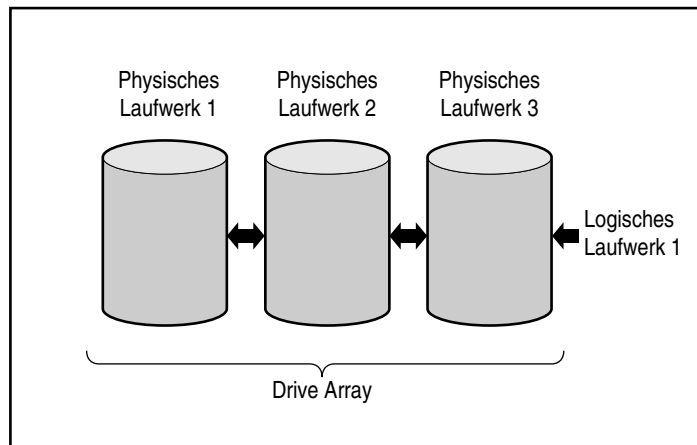 Physisches
Laufwerk 1
Physisches
Laufwerk 2
Physisches
Laufwerk 3
Logisches
Laufwerk 1
Drive Array